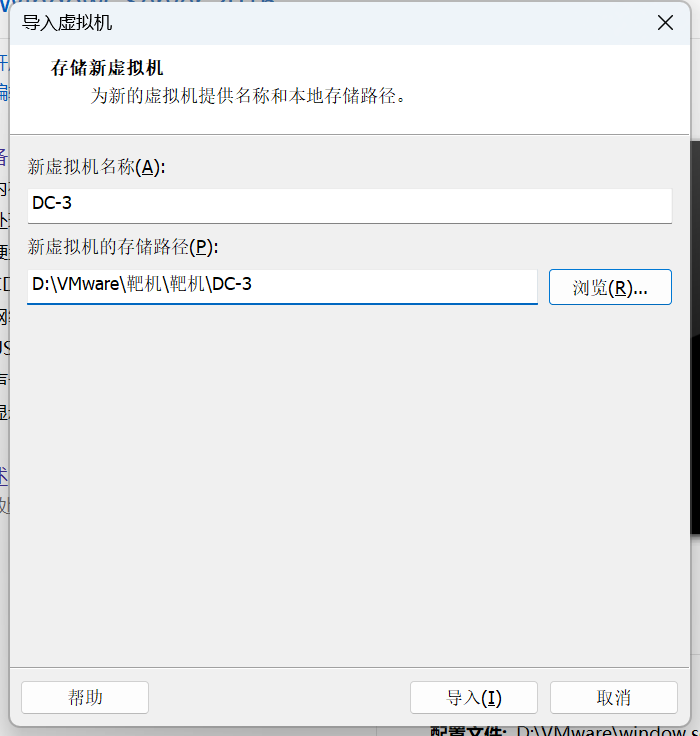 导入虚拟机
存储新虚拟机
为新的虚拟机提供名称和本地存储路径。
新虚拟机名称(A):
DC-3
新虚拟机的存储路径(P):
D:\VMware\靶机\靶机\DC-3
浏览(R)...
帮助
导入(I)
取消
配置文件: D:\VMware\window s